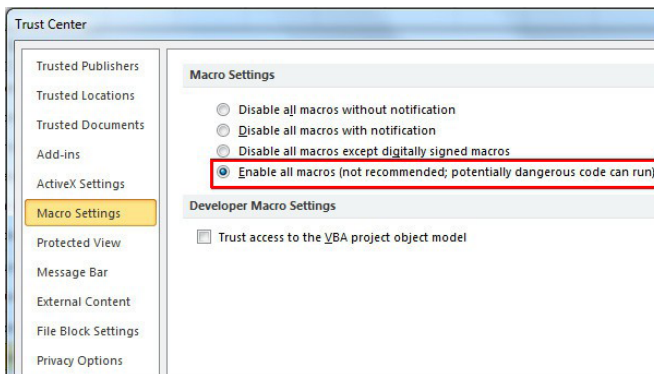 Trust Center
Trusted Publishers
Trusted Locations
Trusted Documents
Add-ins
ActiveX Settings
Macro Settings
Protected View
Message Bar
External Content
File Block Settings
Privacy Options
Macro Settings
Disable all macros without notification
Disable all macros with notification
Disable all macros except digitally signed macros
Enable all macros (not recommended; potentially dangerous code can run)
Developer Macro Settings
Trust access to the VBA project object model